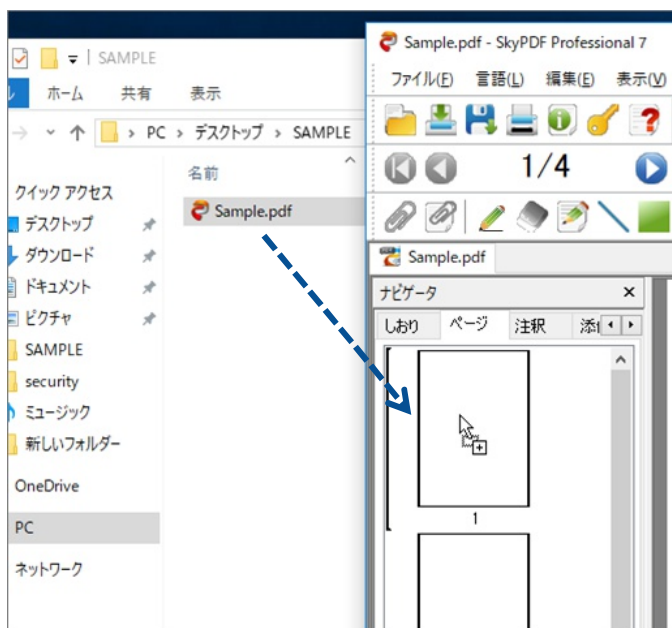 SAMPLE
ホーム 共有 表示
PC > デスクトップ > SAMPLE
名前
クイック アクセス
デスクトップ
ダウンロード
ドキュメント
ピクチャ
SAMPLE
security
ミュージック
新しいフォルダー
OneDrive
PC
ネットワーク
Sample.pdf
Sample.pdf - SkyPDF Professional 7
ファイル(F) 言語(L) 編集(E) 表示(V)
1/4
Sample.pdf
ナビゲータ
しおり ページ 注釈
1